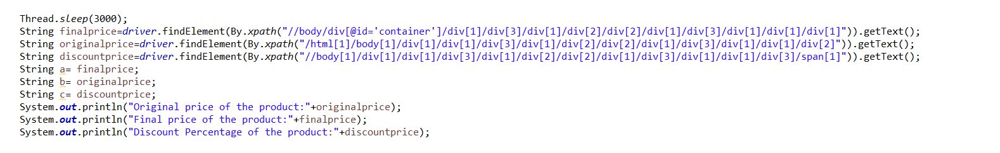 Thread.sleep(3000);
String finalprice=driver.findElement(By.xpath("//body/div[@id='container']/div[1]/div[3]/div[1]/div[2]/div[2]/div[1]/div[3]/div[1]/div[1]/div[1]")).getText();
String originalprice=driver.findElement(By.xpath("/html[1]/body[1]/div[1]/div[1]/div[3]/div[1]/div[2]/div[2]/div[1]/div[3]/div[1]/div[1]/div[2]")).getText();
String discountprice=driver.findElement(By.xpath("//body[1]/div[1]/div[1]/div[3]/div[1]/div[2]/div[2]/div[1]/div[3]/div[1]/div[1]/div[3]/span[1]")).getText();
String a= finalprice;
String b= originalprice;
String c= discountprice;
System.out.println("Original price of the product:"+originalprice);
System.out.println("Final price of the product:"+finalprice);
System.out.println("Discount Percentage of the product:"+discountprice);